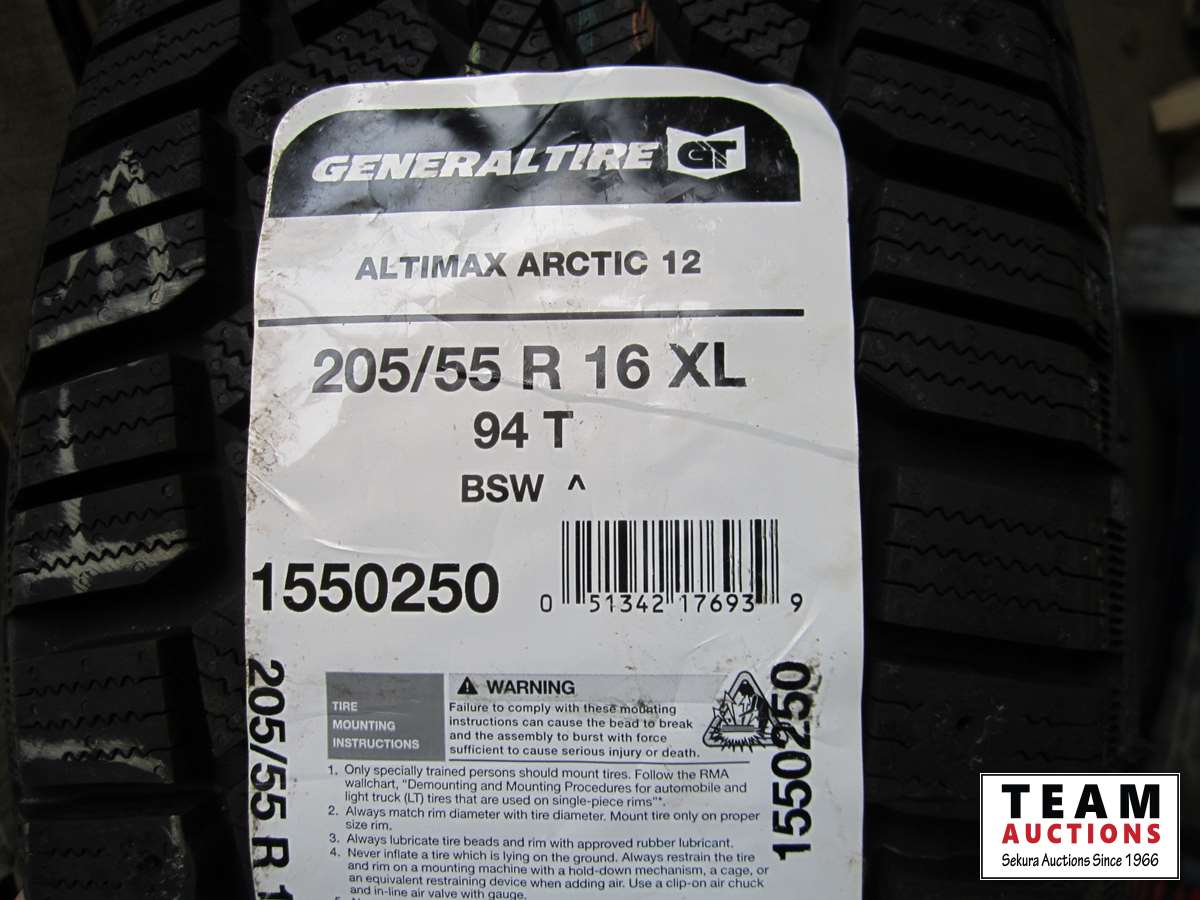 GENERAL TIRE GT
ALTIMAX ARCTIC 12
205/55 R 16 XL
94 T
BSW ^
1550250
0 51342 17693 9
TIRE
MOUNTING
INSTRUCTIONS
WARNING
Failure to comply with these mounting
instructions can cause the bead to break
and the assembly to burst with force
sufficient to cause serious injury or death.
1. Only specially trained persons should mount tires. Follow the RMA
wallchart, "Demounting and Mounting Procedures for automobile and
light truck (LT) tires that are used on single-piece rims"*.
2. Always match rim diameter with tire diameter. Mount tire only on proper
size rim.
3. Always lubricate tire beads and rim with approved rubber lubricant.
4. Never inflate a tire which is lying on the ground. Always restrain the tire
and rim on a mounting machine with a hold-down mechanism, a cage, or
an equivalent restraining device when adding air. Use a clip-on air chuck
and in-line air valve with gauge.
205/55 R 1
1550250
TEAM
AUCTIONS
Sekura Auctions Since 1966